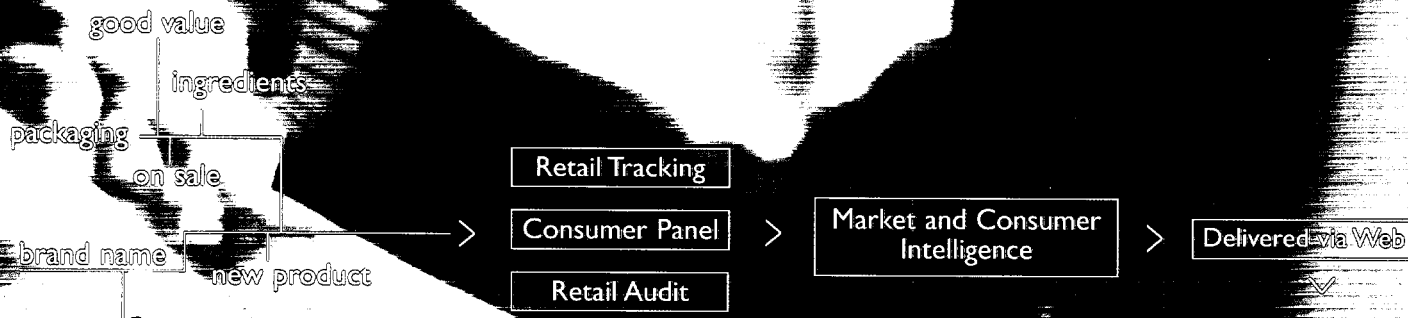 good value
ingredients
packaging
on sale
brand name
new product
Retail Tracking
Consumer Panel
Retail Audit
Market and Consumer
Intelligence
Delivered via Web